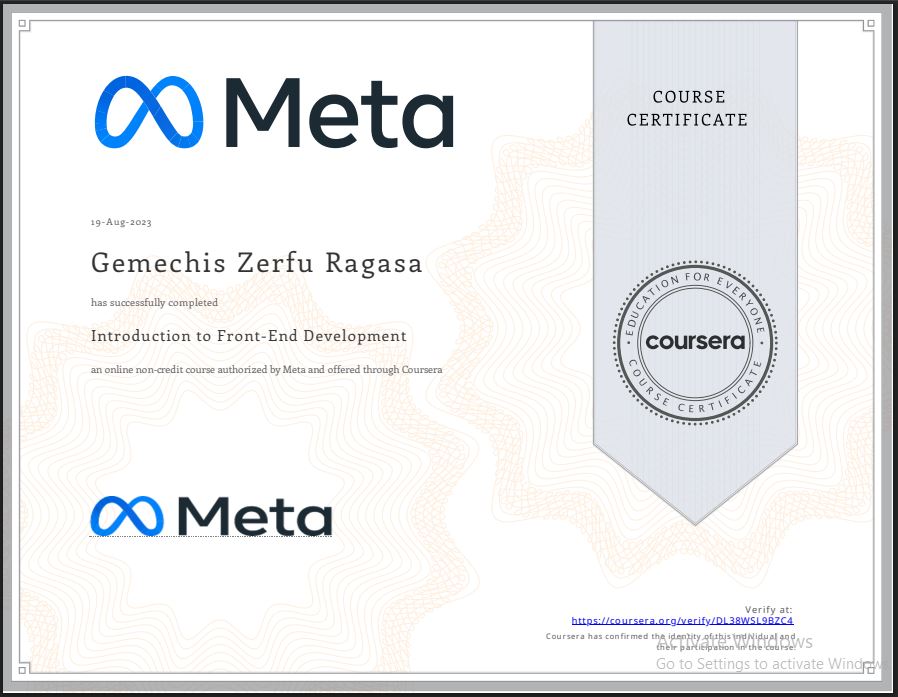 Meta
COURSE
CERTIFICATE
19-Aug-2023
Gemechis Zerfu Ragasa
has successfully completed
Introduction to Front-End Development
an online non-credit course authorized by Meta and offered through Coursera
EDUCATION FOR EVERYONE
coursera
COURSE CERTIFICATE
Meta
Verify at:
https://coursera.org/verify/DL38WSL9BZC4
Coursera has confirmed the identity of this individual and
their participation in the course.
Activate Windows
Go to Settings to activate Windows.